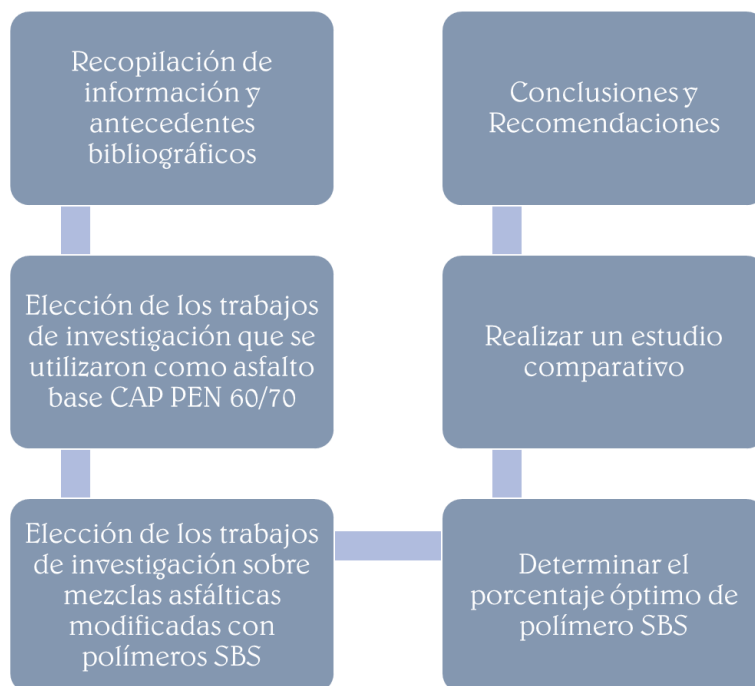 Recopilación de
información y
antecedentes
bibliográficos
Elección de los trabajos
de investigación que se
utilizaron como asfalto
base CAP PEN 60/70
Elección de los trabajos
de investigación sobre
mezclas asfálticas
modificadas con
polímeros SBS
Determinar el
porcentaje óptimo de
polímero SBS
Realizar un estudio
comparativo
Conclusiones y
Recomendaciones